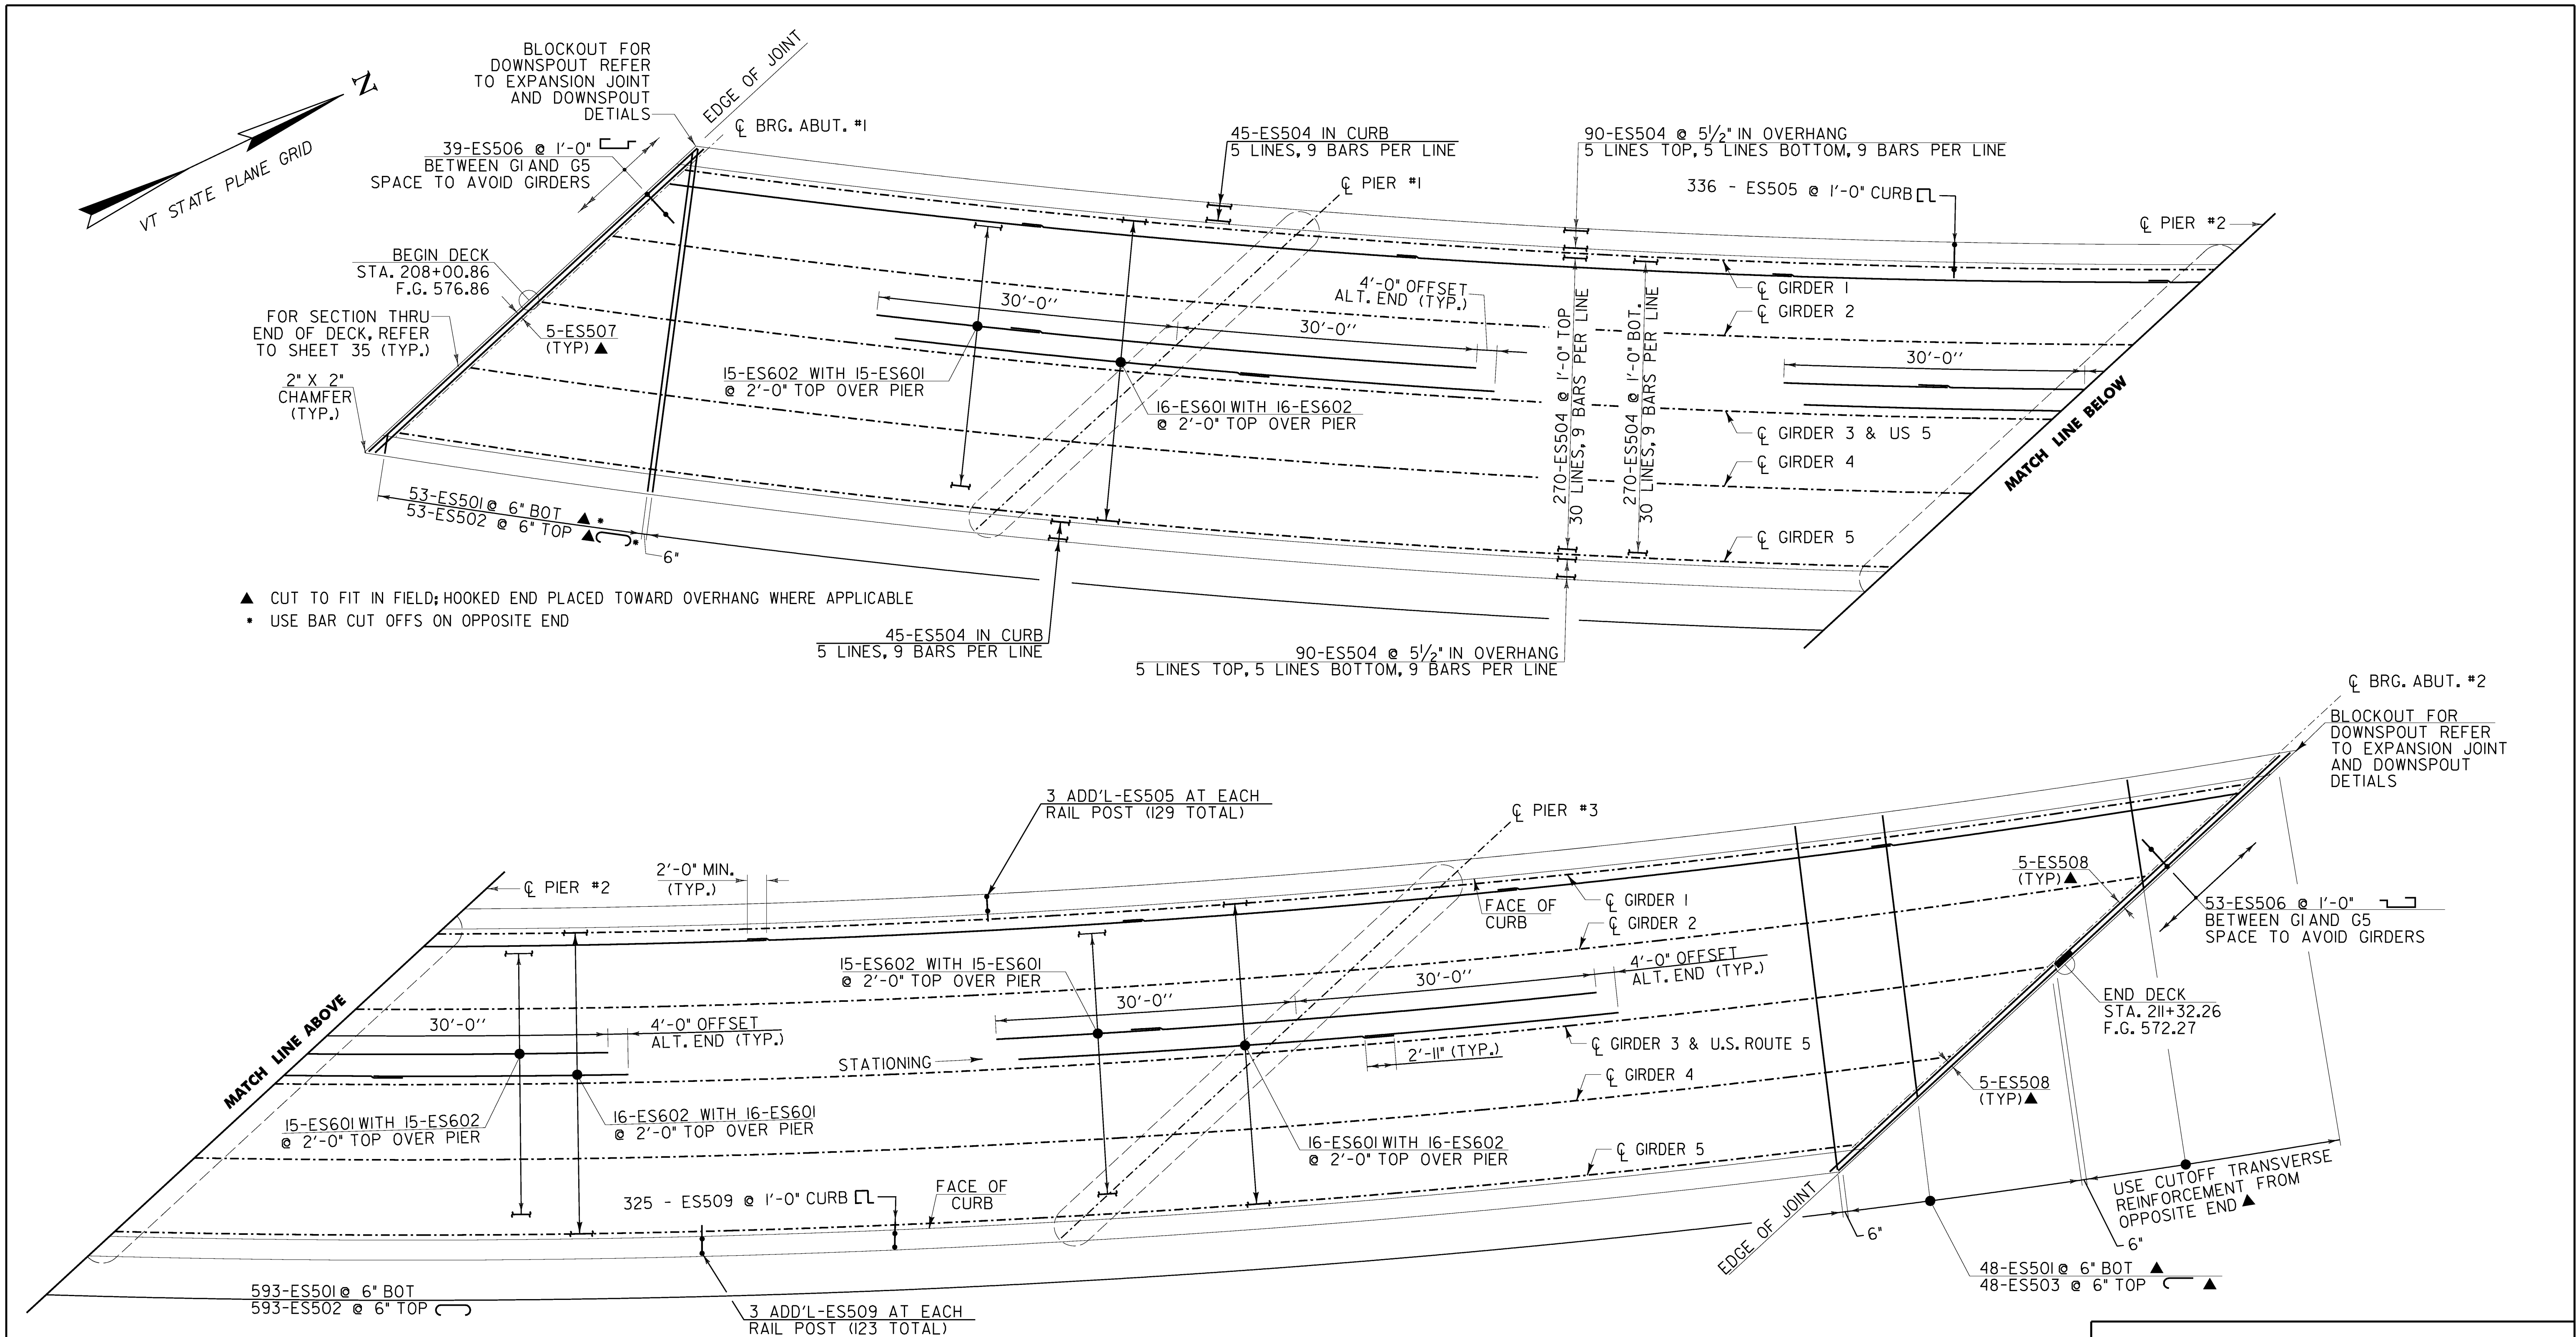 BLOCKOUT FOR
DOWNSPOUT REFER
TO EXPANSION JOINT
AND DOWNSPOUT
DETIALS
EDGE OF JOINT
℄ BRG. ABUT. #1
N
VT STATE PLANE GRID
39-ES506 @ 1'-0"
BETWEEN G1 AND G5
SPACE TO AVOID GIRDERS
BEGIN DECK
STA. 208+00.86
F.G. 576.86
FOR SECTION THRU
END OF DECK, REFER
TO SHEET 35 (TYP.)
5-ES507
(TYP) ▲
2" X 2"
CHAMFER
(TYP.)
53-ES501 @ 6" BOT ▲ *
53-ES502 @ 6" TOP ▲ *
6"
45-ES504 IN CURB
5 LINES, 9 BARS PER LINE
℄ PIER #1
90-ES504 @ 5½" IN OVERHANG
5 LINES TOP, 5 LINES BOTTOM, 9 BARS PER LINE
336 - ES505 @ 1'-0" CURB
℄ PIER #2
30'-0"
30'-0"
4'-0" OFFSET
ALT. END (TYP.)
15-ES602 WITH 15-ES601
@ 2'-0" TOP OVER PIER
16-ES601 WITH 16-ES602
@ 2'-0" TOP OVER PIER
270-ES504 @ 1'-0" TOP
30 LINES, 9 BARS PER LINE
270-ES504 @ 1'-0" BOT.
30 LINES, 9 BARS PER LINE
℄ GIRDER 1
℄ GIRDER 2
30'-0"
℄ GIRDER 3 & US 5
℄ GIRDER 4
℄ GIRDER 5
MATCH LINE BELOW
▲ CUT TO FIT IN FIELD; HOOKED END PLACED TOWARD OVERHANG WHERE APPLICABLE
* USE BAR CUT OFFS ON OPPOSITE END
45-ES504 IN CURB
5 LINES, 9 BARS PER LINE
90-ES504 @ 5½" IN OVERHANG
5 LINES TOP, 5 LINES BOTTOM, 9 BARS PER LINE
℄ BRG. ABUT. #2
BLOCKOUT FOR
DOWNSPOUT REFER
TO EXPANSION JOINT
AND DOWNSPOUT
DETIALS
3 ADD'L-ES505 AT EACH
RAIL POST (129 TOTAL)
℄ PIER #3
2'-0" MIN.
(TYP.)
℄ PIER #2
FACE OF
CURB
℄ GIRDER 1
℄ GIRDER 2
5-ES508
(TYP) ▲
53-ES506 @ 1'-0"
BETWEEN G1 AND G5
SPACE TO AVOID GIRDERS
15-ES602 WITH 15-ES601
@ 2'-0" TOP OVER PIER
30'-0"
30'-0"
4'-0" OFFSET
ALT. END (TYP.)
END DECK
STA. 211+32.26
F.G. 572.27
MATCH LINE ABOVE
30'-0"
4'-0" OFFSET
ALT. END (TYP.)
STATIONING
2'-11" (TYP.)
℄ GIRDER 3 & U.S. ROUTE 5
℄ GIRDER 4
5-ES508
(TYP) ▲
15-ES601 WITH 15-ES602
@ 2'-0" TOP OVER PIER
16-ES602 WITH 16-ES601
@ 2'-0" TOP OVER PIER
16-ES601 WITH 16-ES602
@ 2'-0" TOP OVER PIER
℄ GIRDER 5
325 - ES509 @ 1'-0" CURB
FACE OF
CURB
USE CUTOFF TRANSVERSE
REINFORCEMENT FROM
OPPOSITE END ▲
EDGE OF JOINT
6"
6"
48-ES501 @ 6" BOT ▲
48-ES503 @ 6" TOP ▲
593-ES501 @ 6" BOT
593-ES502 @ 6" TOP
3 ADD'L-ES509 AT EACH
RAIL POST (123 TOTAL)